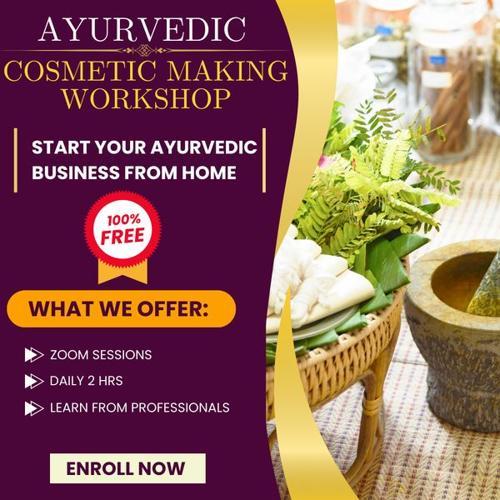 AYURVEDIC
COSMETIC MAKING
WORKSHOP
START YOUR AYURVEDIC
BUSINESS FROM HOME
100%
FREE
WHAT WE OFFER:
ZOOM SESSIONS
DAILY 2 HRS
LEARN FROM PROFESSIONALS
ENROLL NOW